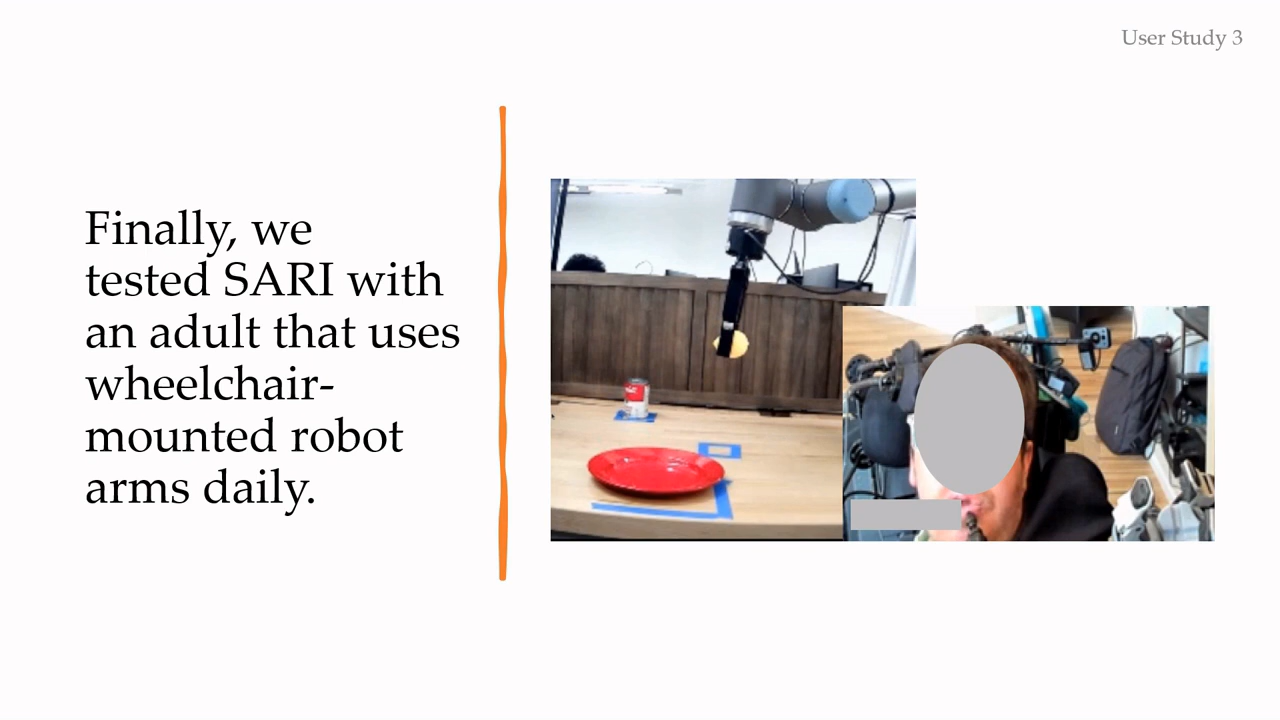 User Study 3
Finally, we
tested SARI with
an adult that uses
wheelchair-
mounted robot
arms daily.